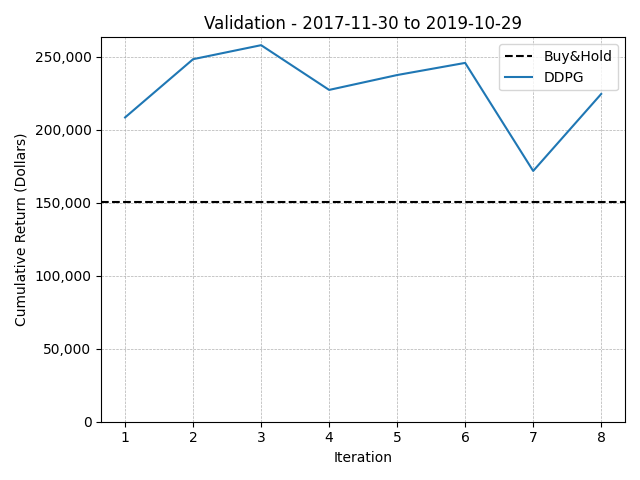 Validation - 2017-11-30 to 2019-10-29
Buy&Hold
DDPG
Cumulative Return (Dollars)
250,000
200,000
150,000
100,000
50,000
0
1 2 3 4 5 6 7 8
Iteration